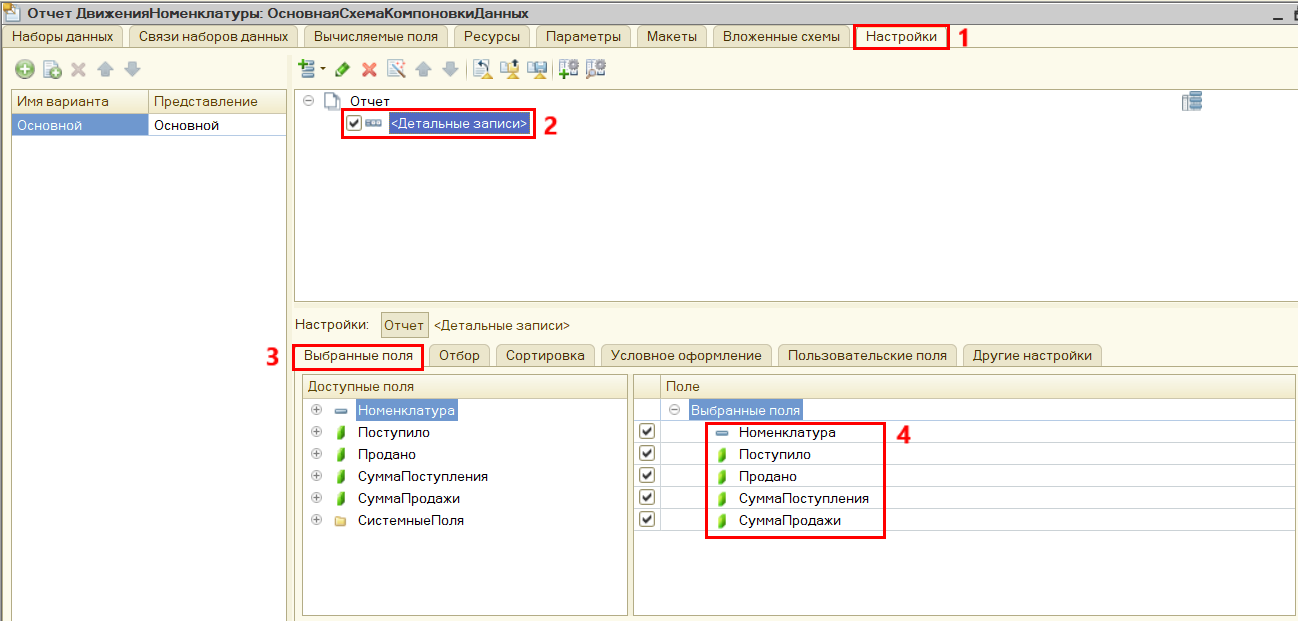 Отчет ДвиженияНоменклатуры: ОсновнаяСхемаКомпоновкиДанных
Наборы данных Связи наборов данных Вычисляемые поля Ресурсы Параметры Макеты Вложенные схемы Настройки 1
Имя варианта Представление
Основной Основной
Отчет
<Детальные записи> 2
Настройки: Отчет <Детальные записи>
3 Выбранные поля Отбор Сортировка Условное оформление Пользовательские поля Другие настройки
Доступные поля Поле
Номенклатура Выбранные поля
Поступило Номенклатура 4
Продано Поступило
СуммаПоступления Продано
СуммаПродажи СуммаПоступления
СистемныеПоля СуммаПродажи